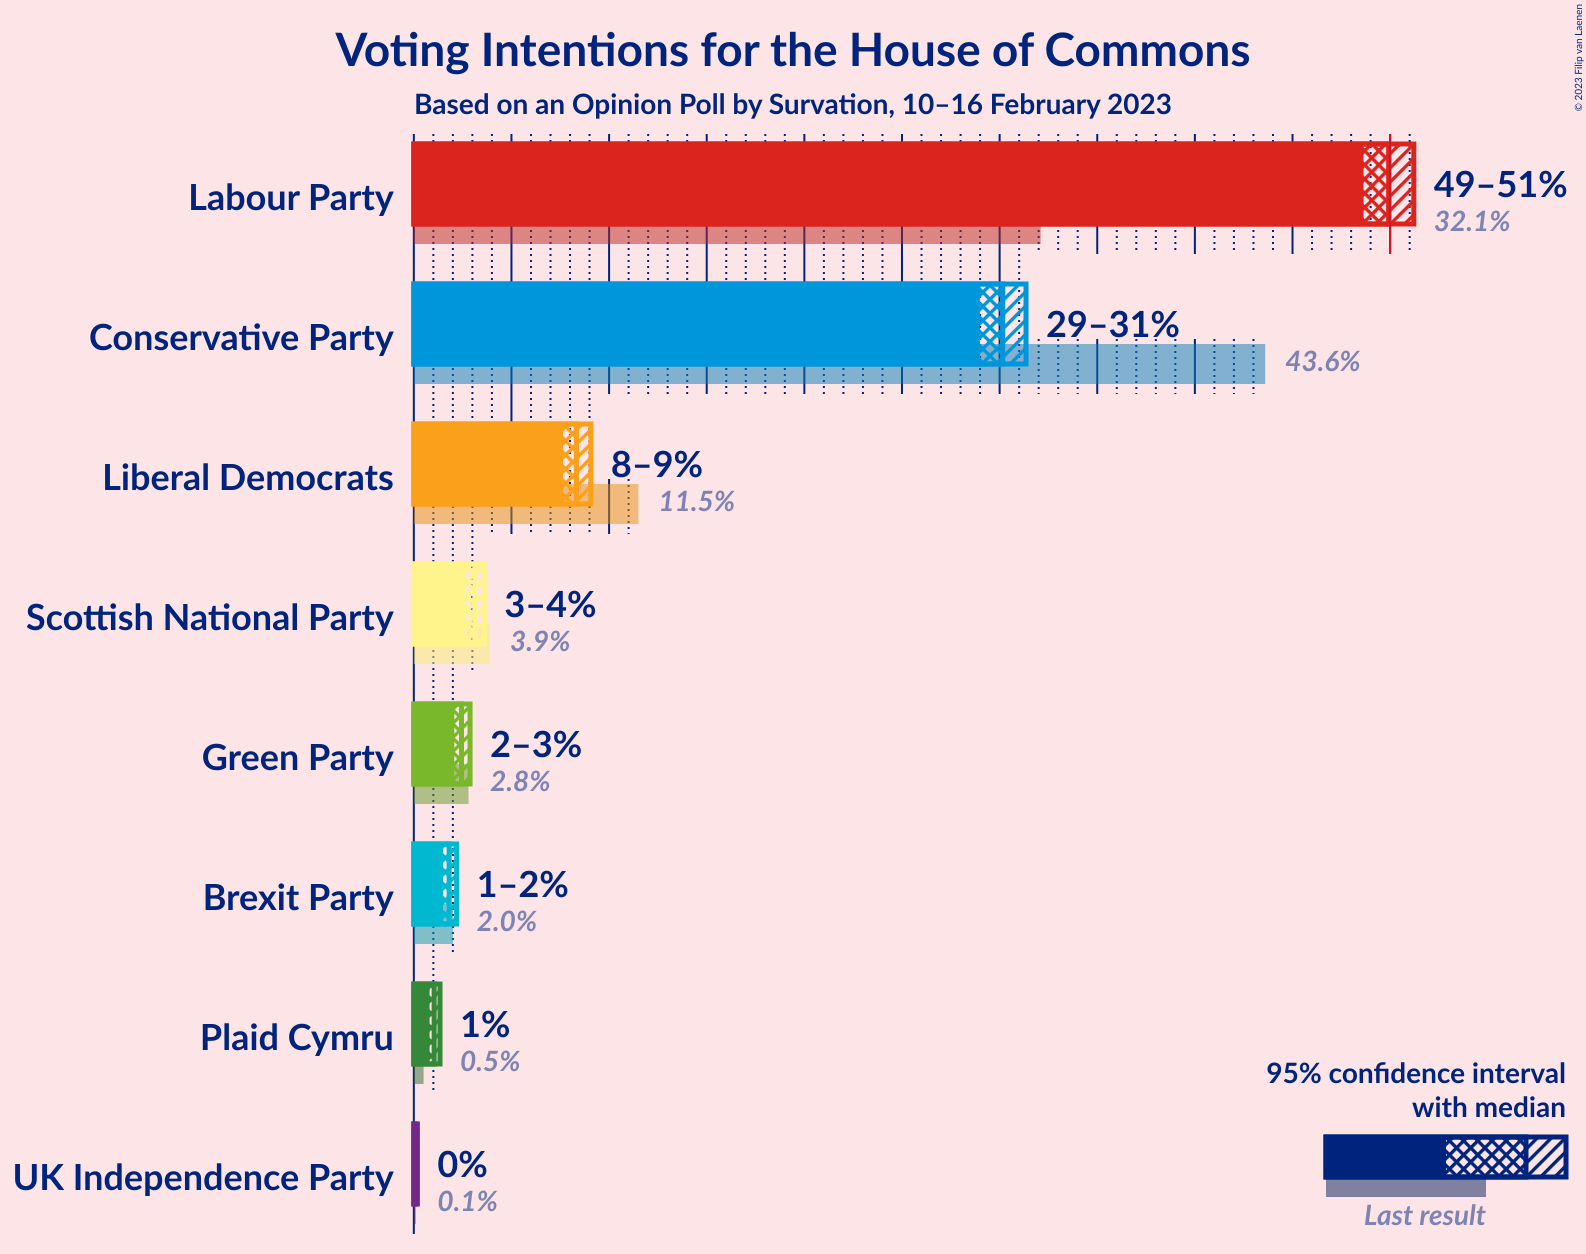 Voting Intentions for the House of Commons
Based on an Opinion Poll by Survation, 10–16 February 2023
© 2023 Filip van Laenen
Labour Party
49–51%
32.1%
Conservative Party
29–31%
43.6%
Liberal Democrats
8–9%
11.5%
Scottish National Party
3–4%
3.9%
Green Party
2–3%
2.8%
Brexit Party
1–2%
2.0%
Plaid Cymru
1%
0.5%
UK Independence Party
0%
0.1%
95% confidence interval
with median
Last result